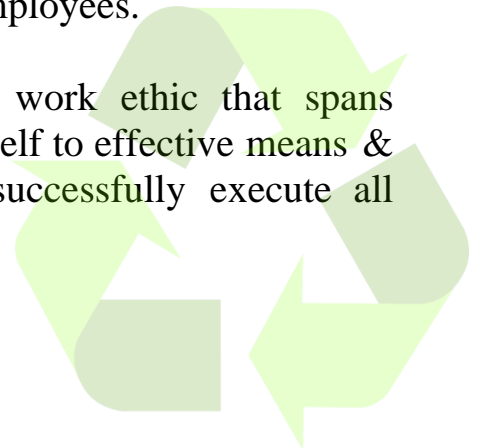 mployees.
work ethic that spans
elf to effective means &
successfully execute all